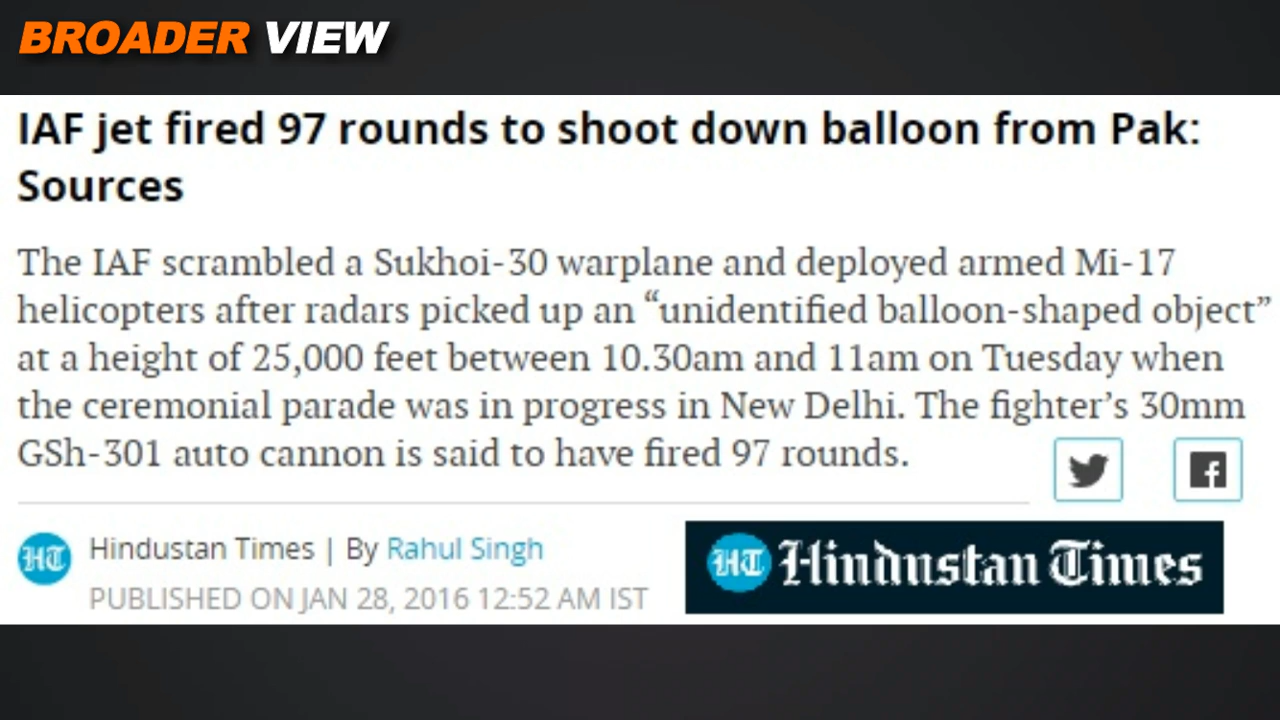 BROADER VIEW
IAF jet fired 97 rounds to shoot down balloon from Pak:
Sources
The IAF scrambled a Sukhoi-30 warplane and deployed armed Mi-17
helicopters after radars picked up an “unidentified balloon-shaped object”
at a height of 25,000 feet between 10.30am and 11am on Tuesday when
the ceremonial parade was in progress in New Delhi. The fighter’s 30mm
GSh-301 auto cannon is said to have fired 97 rounds.
HT Hindustan Times | By Rahul Singh
PUBLISHED ON JAN 28, 2016 12:52 AM IST
HT Hindustan Times